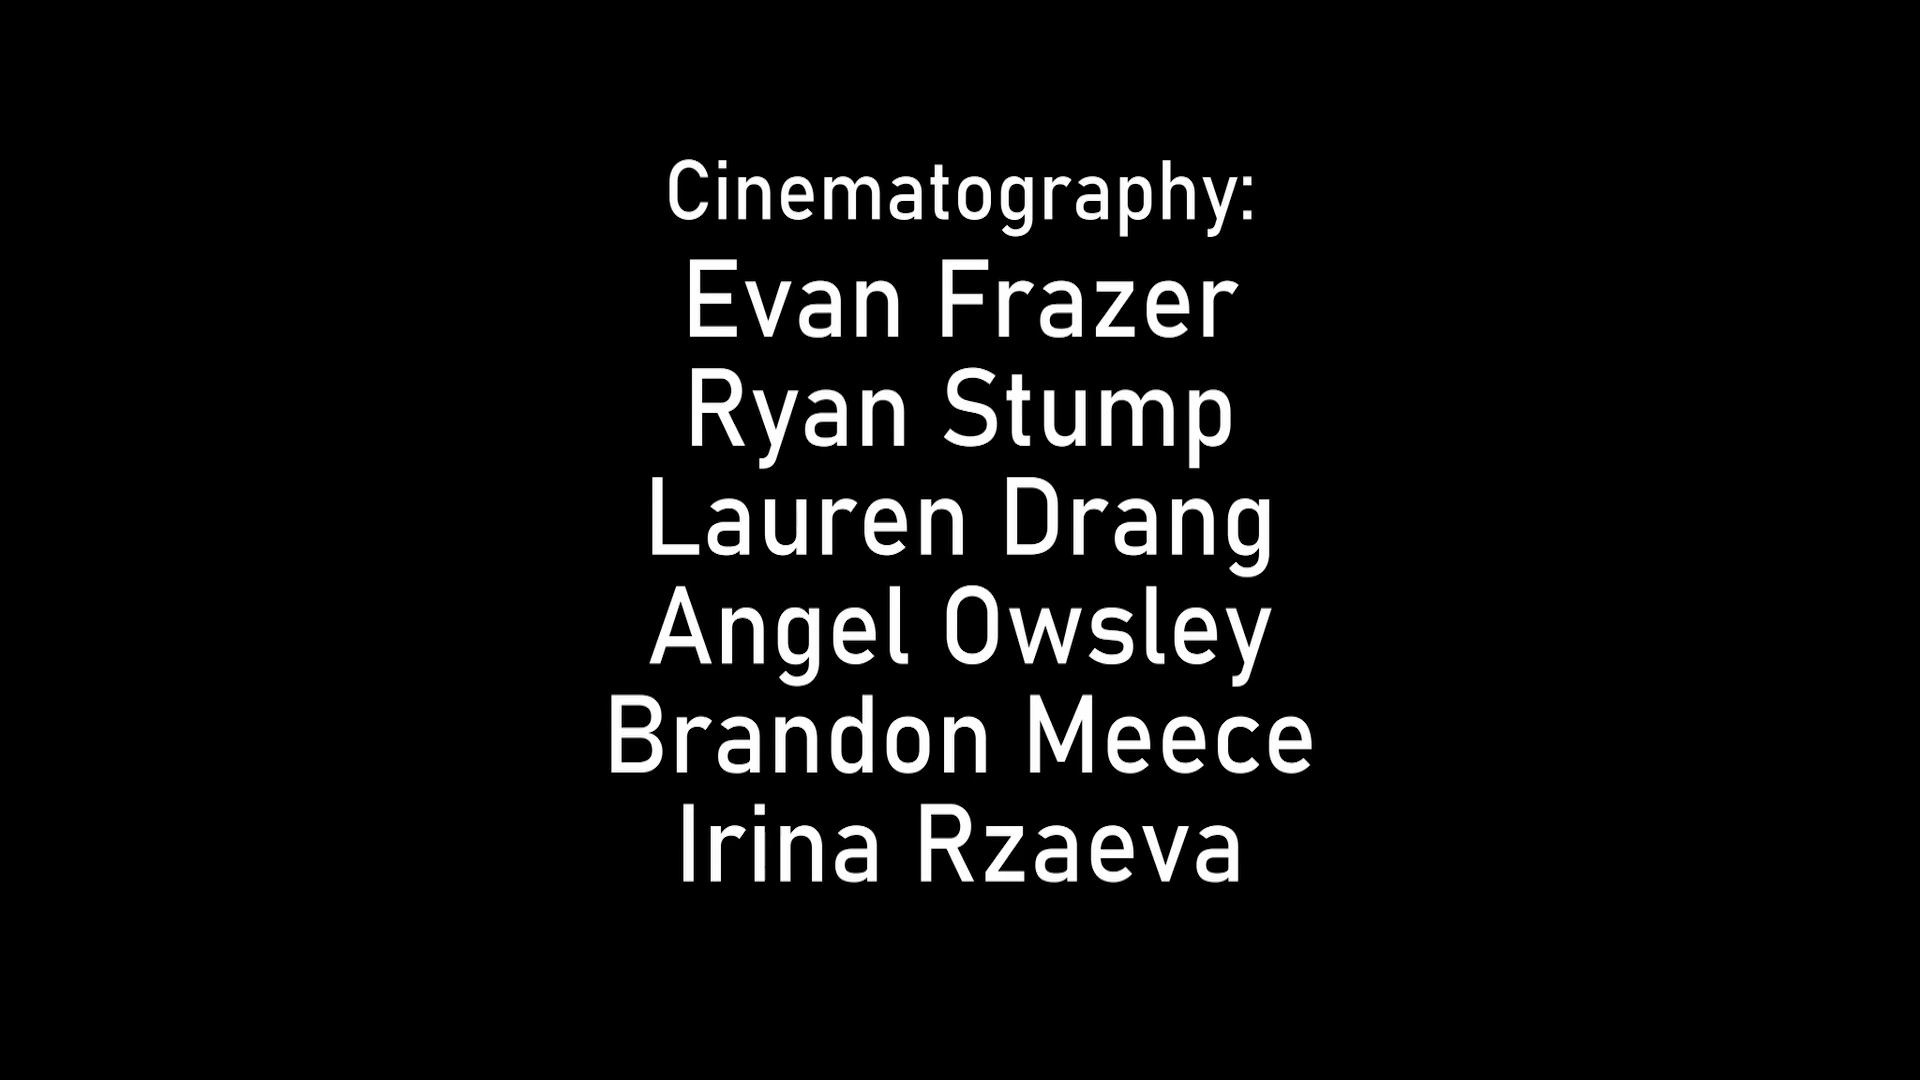 Cinematography:
Evan Frazer
Ryan Stump
Lauren Drang
Angel Owsley
Brandon Meece
Irina Rzaeva